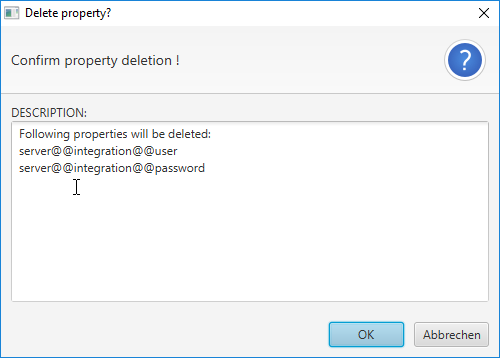 Delete property?
Confirm property deletion !
?
DESCRIPTION:
Following properties will be deleted:
server@@integration@@user
server@@integration@@password
OK
Abbrechen